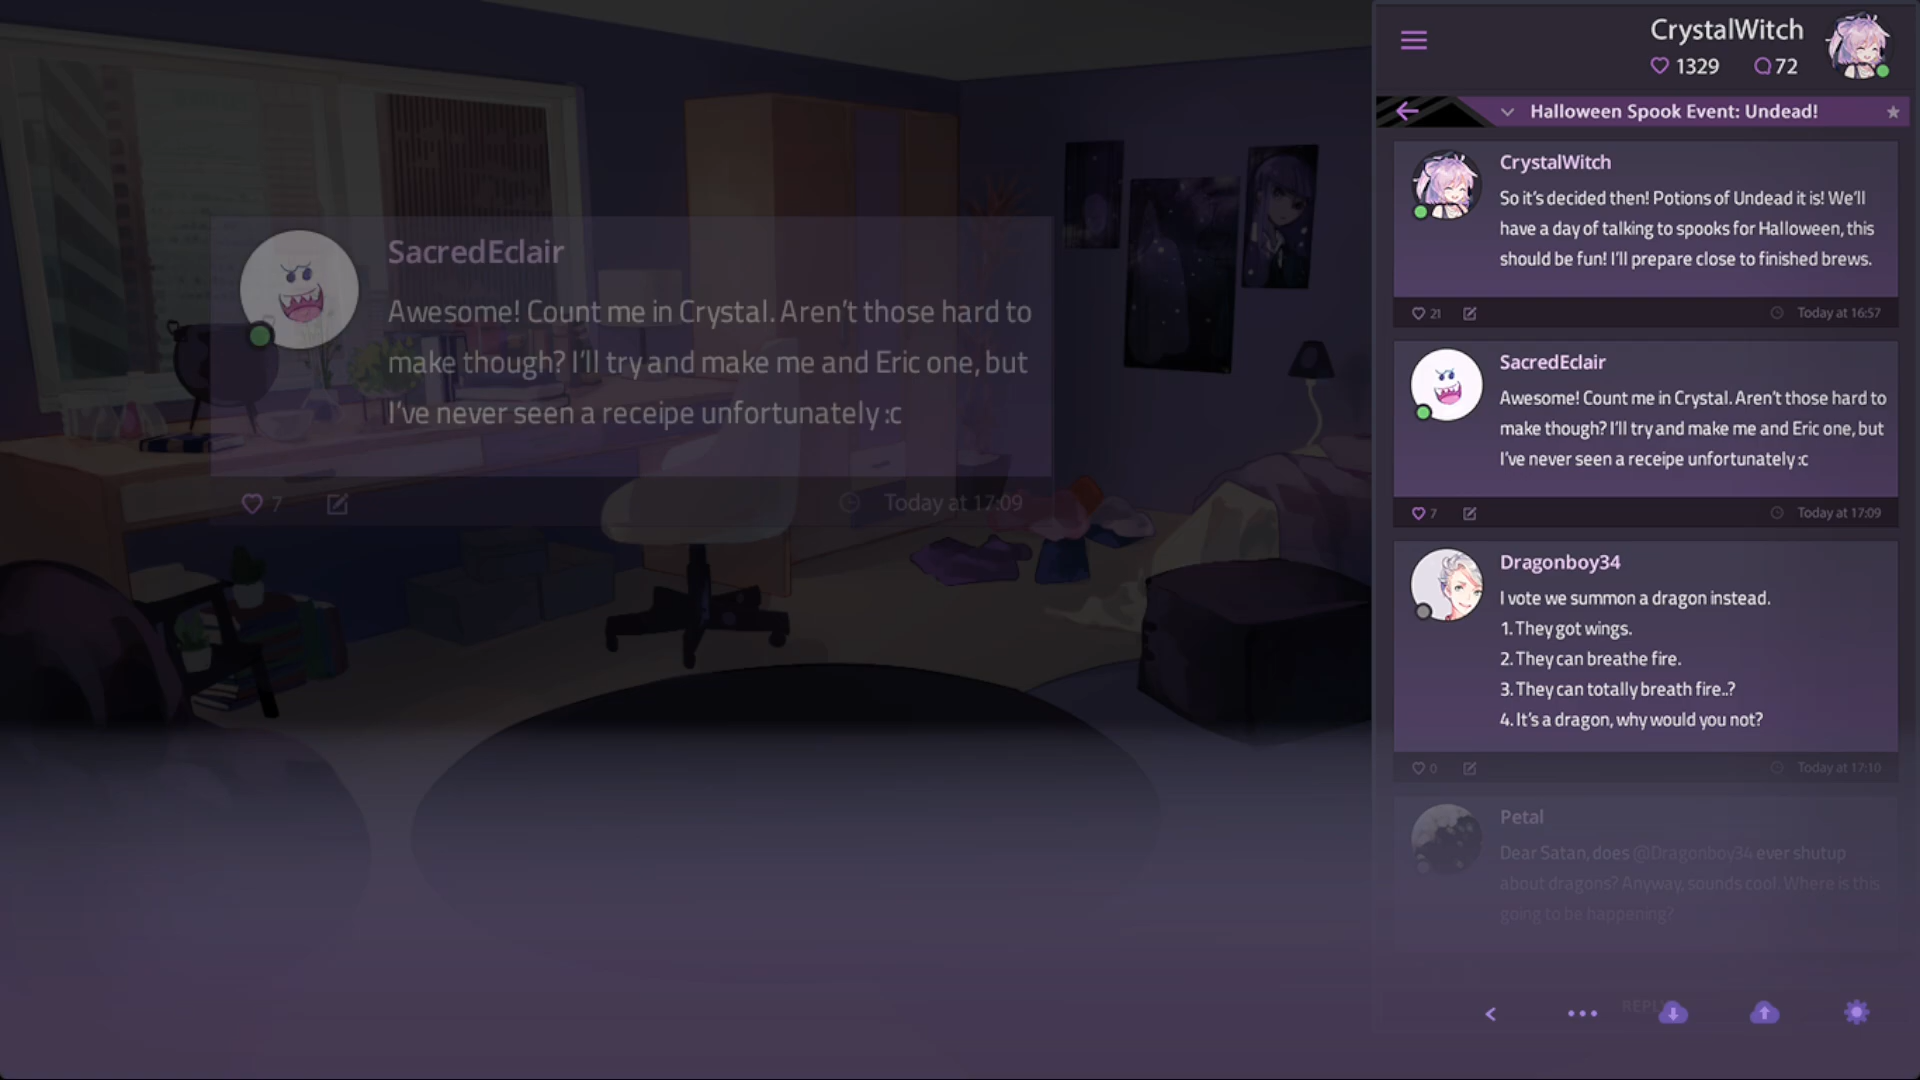 SacredEclair
Awesome! Count me in Crystal. Aren't those hard to
make though? I'll try and make me and Eric one, but
I've never seen a receipe unfortunately :c
7
Today at 17:09
CrystalWitch
1329
72
Halloween Spook Event: Undead!
CrystalWitch
So it's decided then! Potions of Undead it is! We'll
have a day of talking to spooks for Halloween, this
should be fun! I'll prepare close to finished brews.
21
Today at 16:57
SacredEclair
Awesome! Count me in Crystal. Aren't those hard to
make though? I'll try and make me and Eric one, but
I've never seen a receipe unfortunately :c
7
Today at 17:09
Dragonboy34
I vote we summon a dragon instead.
1. They got wings.
2. They can breathe fire.
3. They can totally breath fire..?
4. It's a dragon, why would you not?
0
Today at 17:10
Petal
Dear Satan, does @Dragonboy34 ever shutup
about dragons? Anyway, sounds cool. Where is this
going to be happening?